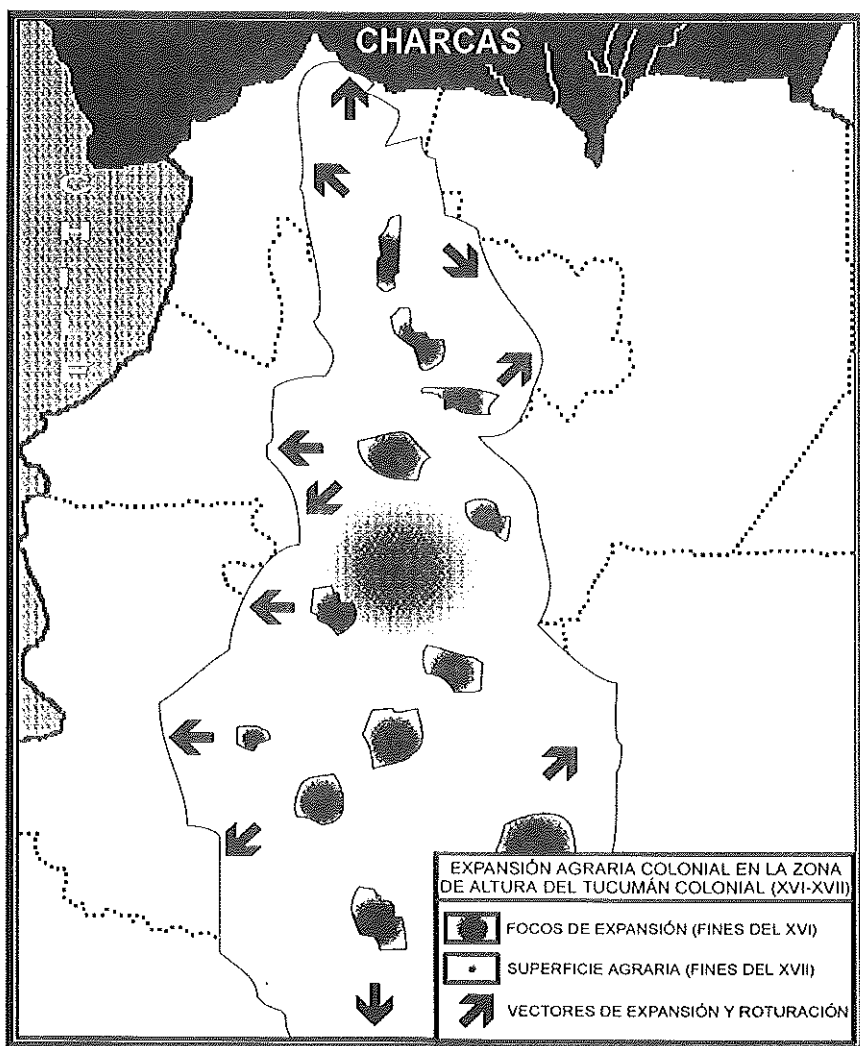 CHARCAS
CHILE
EXPANSIÓN AGRARIA COLONIAL EN LA ZONA
DE ALTURA DEL TUCUMÁN COLONIAL (XVI-XVII)
FOCOS DE EXPANSIÓN (FINES DEL XVI)
SUPERFICIE AGRARIA (FINES DEL XVII)
VECTORES DE EXPANSIÓN Y ROTURACIÓN